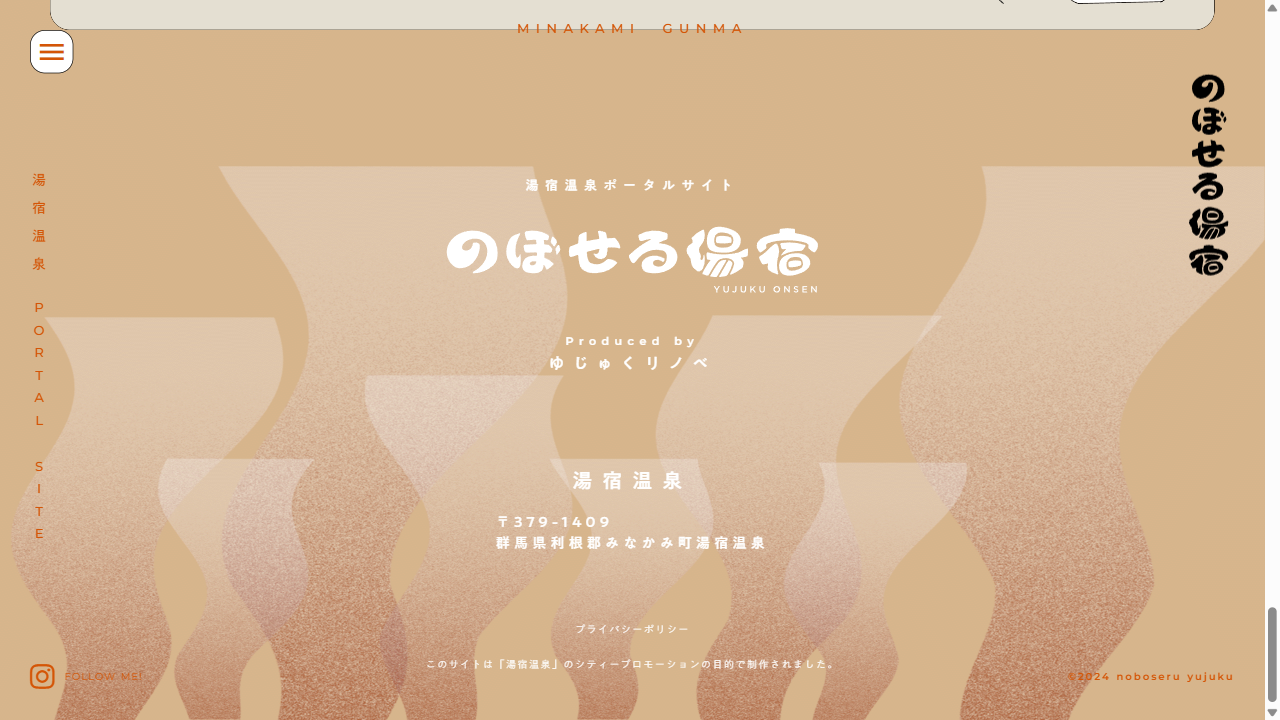 MINAKAMI GUNMA
のぼせる湯宿
湯宿温泉 PORTAL SITE
湯宿温泉ポータルサイト
のぼせる湯宿
YUJUKU ONSEN
Produced by
ゆじゅくリノベ
湯宿温泉
〒379-1409
群馬県利根郡みなかみ町湯宿温泉
プライバシーポリシー
このサイトは「湯宿温泉」のシティープロモーションの目的で制作されました。
FOLLOW ME!
©2024 noboseru yujuku